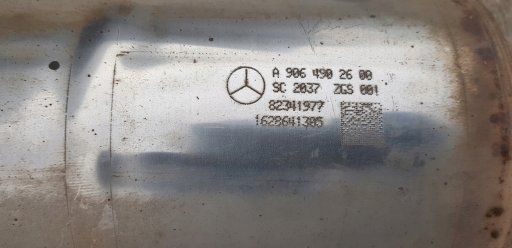 A 906 490 26 00
SC 2037 ZGS 001
82341977
1628641305